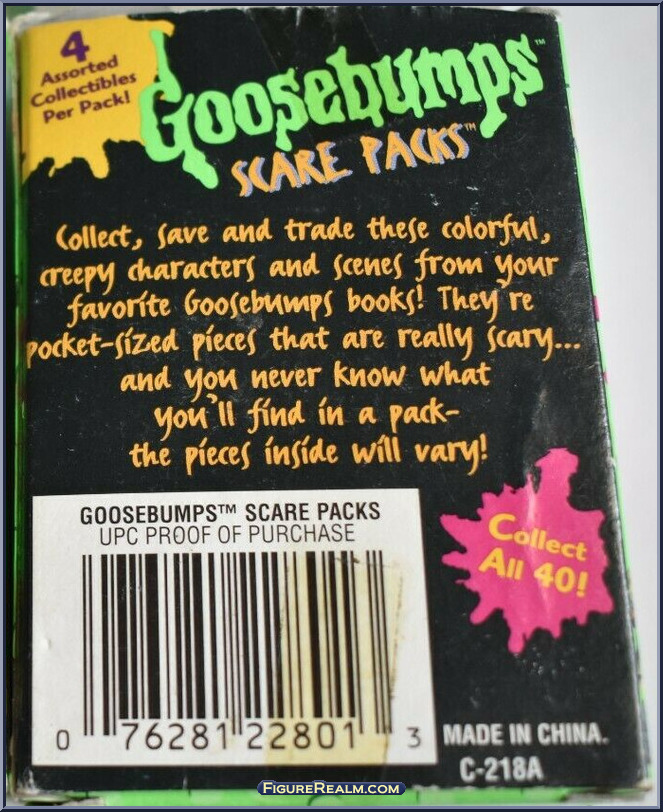 4
Assorted
Collectibles
Per Pack!
Goosebumps™
SCARE PACKS™
Collect, save and trade these colorful,
creepy characters and scenes from your
favorite Goosebumps books! They're
pocket-sized pieces that are really scary...
and you never know what
you'll find in a pack-
the pieces inside will vary!
GOOSEBUMPS™ SCARE PACKS
UPC PROOF OF PURCHASE
Collect
All 40!
0 76281 22801 3
MADE IN CHINA.
C-218A
FIGUREREALM.COM